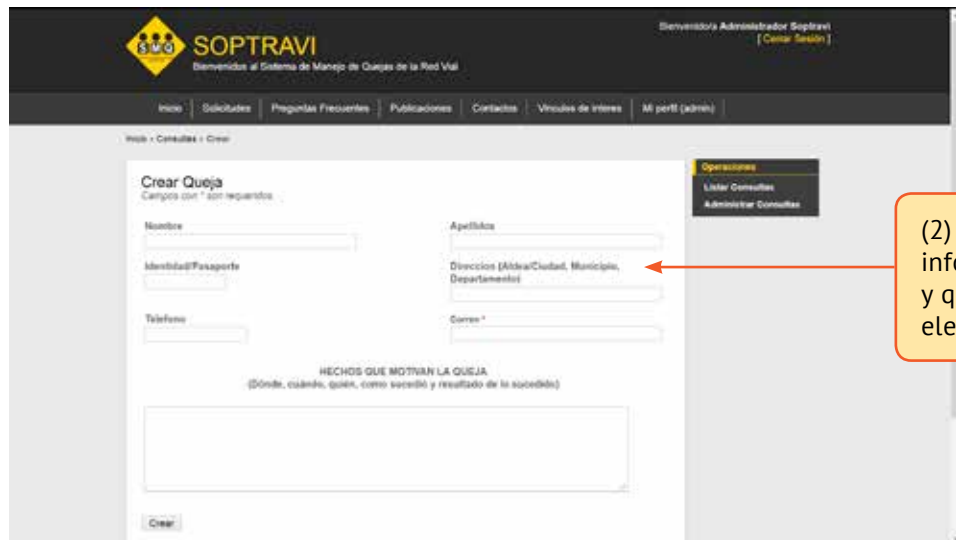 Bienvenido/a Administrador Soptravi
[ Cerrar Sesión ]
SMQ
SOPTRAVI
Bienvenidos al Sistema de Manejo de Quejas de la Red Vial
Inicio
Solicitudes
Preguntas Frecuentes
Publicaciones
Contactos
Vinculos de interes
Mi perfil (admin)
Inicio » Consultas » Crear
Crear Queja
Campos con * son requeridos
Operaciones
Listar Consultas
Administrar Consultas
Nombre
Apellidos
Identidad/Pasaporte
Direccion (Aldea/Ciudad, Municipio, Departamento)
Telefono
Correo *
HECHOS QUE MOTIVAN LA QUEJA
(Dónde, cuándo, quién, como sucedió y resultado de lo sucedido)
Crear
(2)
info
y q
ele